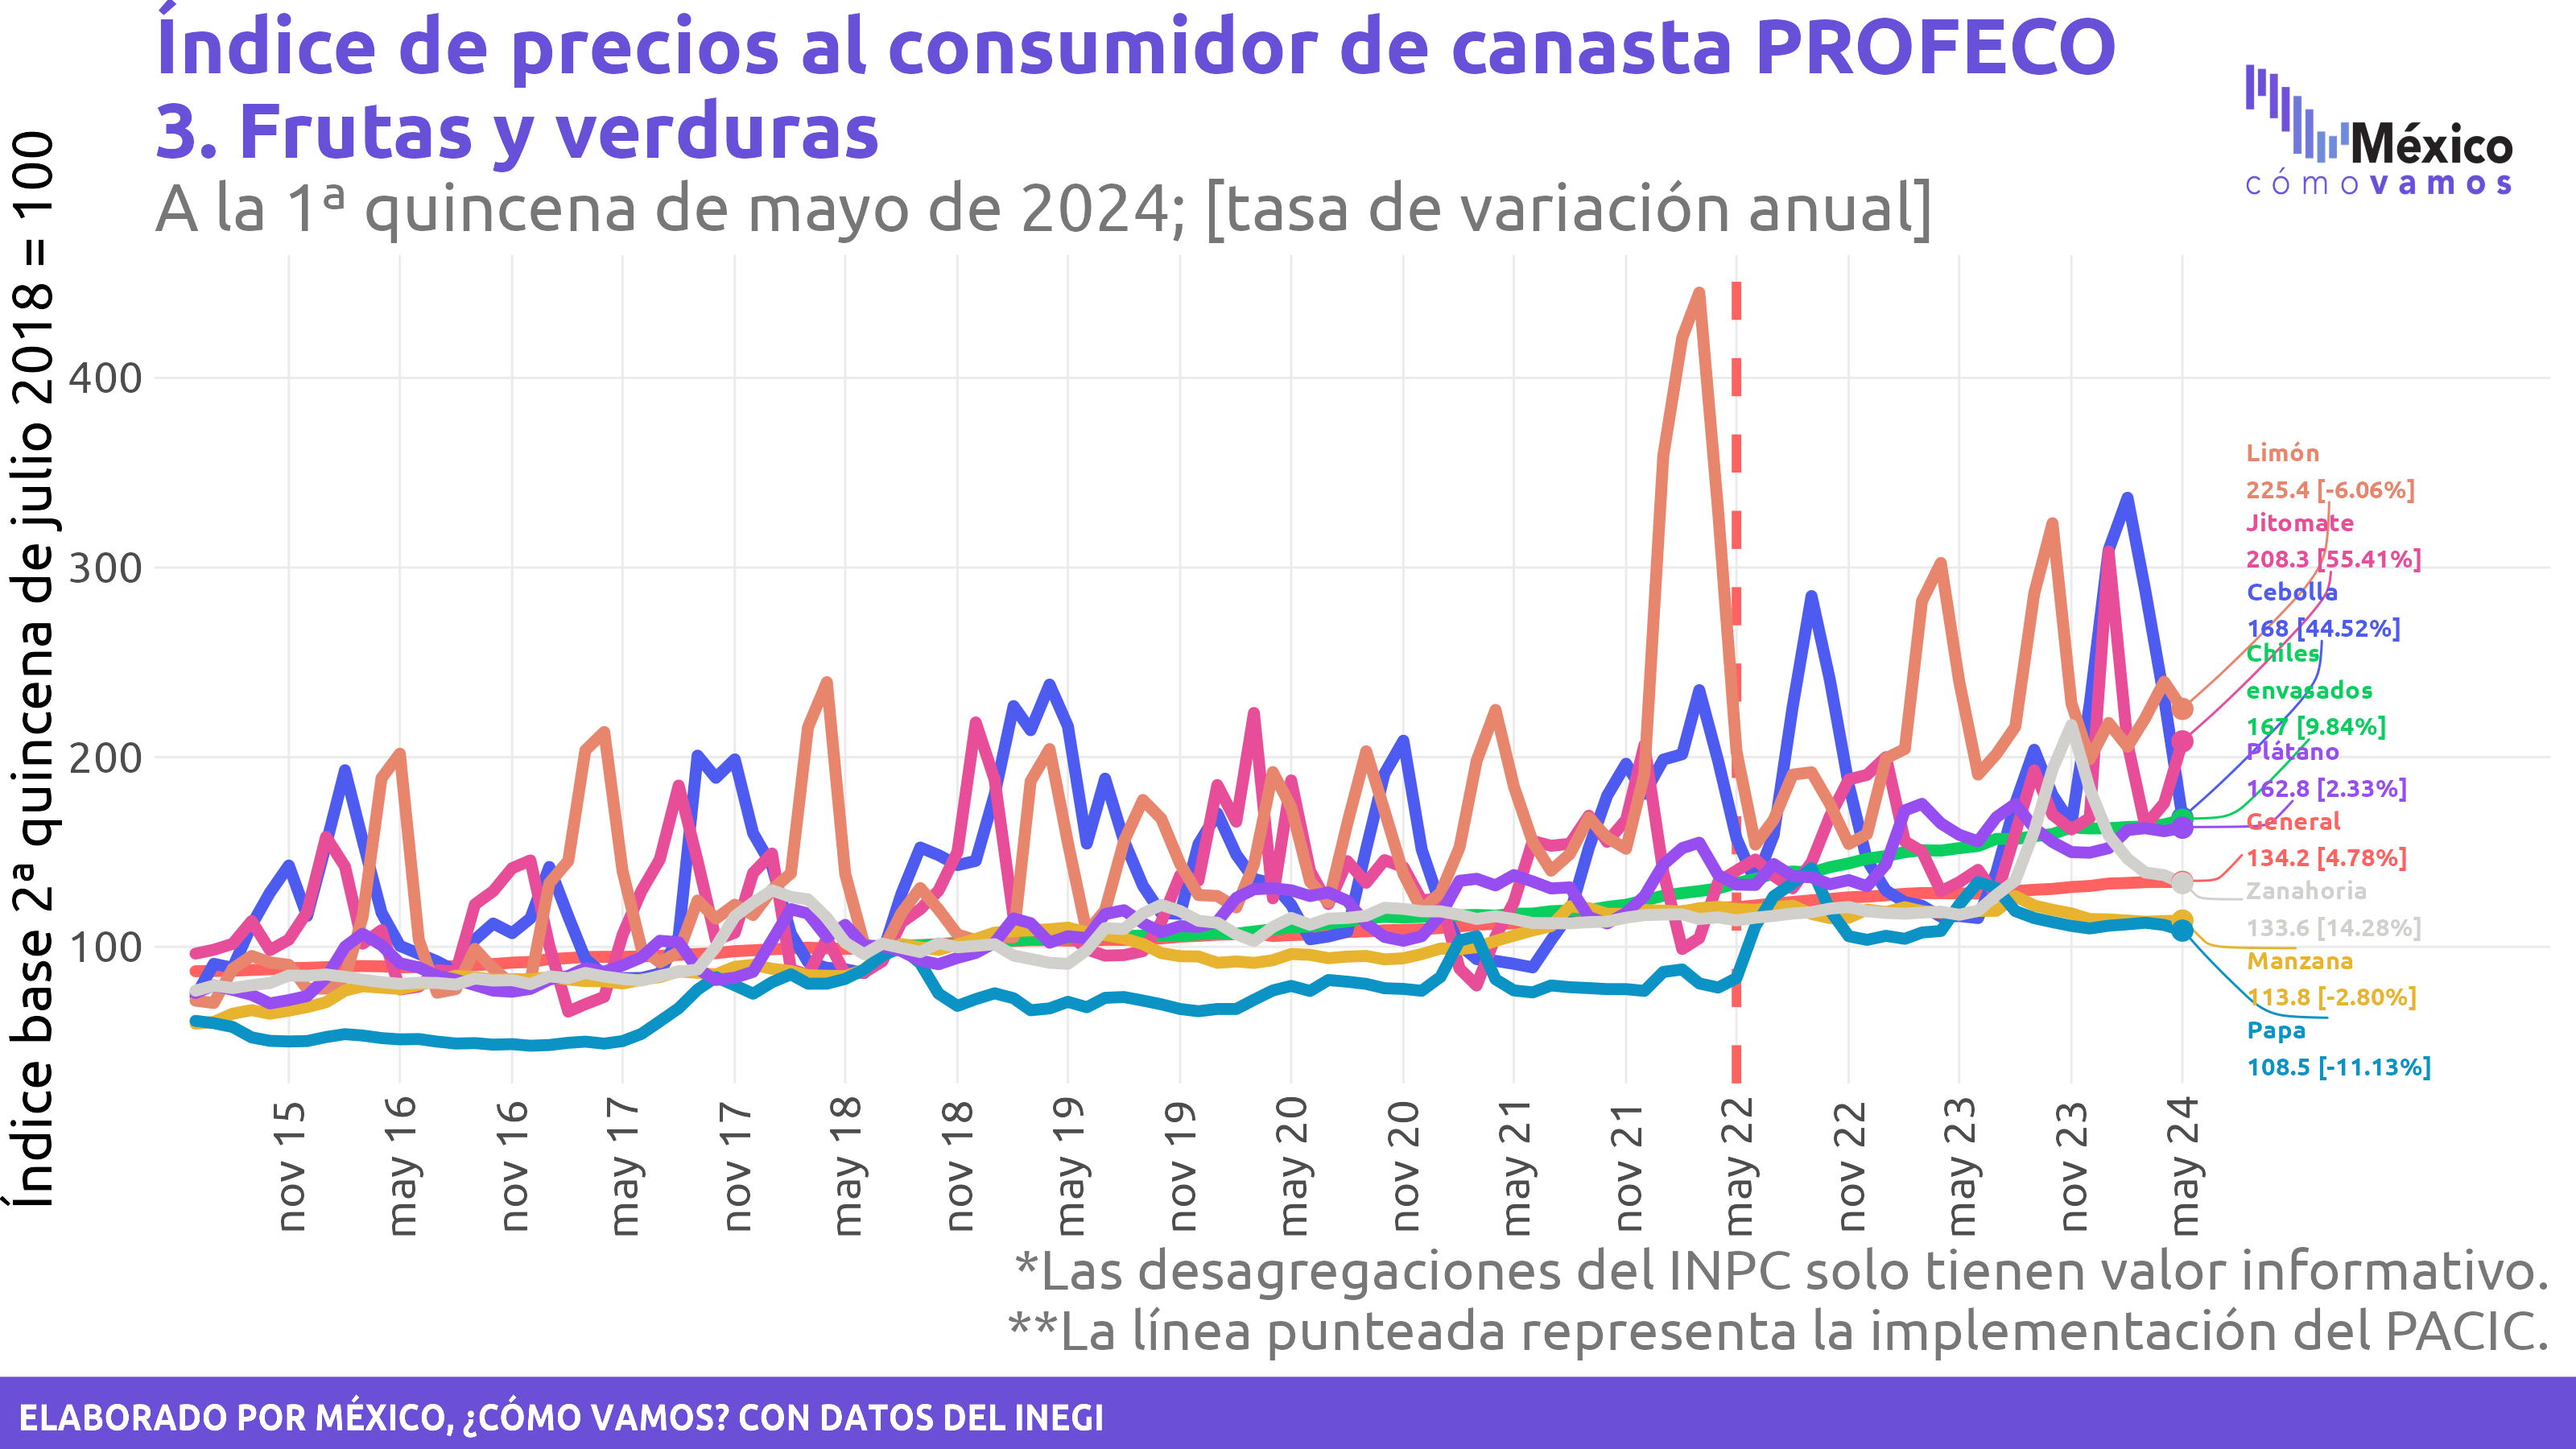 Índice de precios al consumidor de canasta PROFECO
3. Frutas y verduras
A la 1ª quincena de mayo de 2024; [tasa de variación anual]
México
cómo vamos
Índice base 2ª quincena de julio 2018 = 100
400
300
200
100
Limón
225.4 [-6.06%]
Jitomate
208.3 [55.41%]
Cebolla
168 [44.52%]
Chiles
envasados
167 [9.84%]
Plátano
162.8 [2.33%]
General
134.2 [4.78%]
Zanahoria
133.6 [14.28%]
Manzana
113.8 [-2.80%]
Papa
108.5 [-11.13%]
nov 15
may 16
nov 16
may 17
nov 17
may 18
nov 18
may 19
nov 19
may 20
nov 20
may 21
nov 21
may 22
nov 22
may 23
nov 23
may 24
*Las desagregaciones del INPC solo tienen valor informativo.
**La línea punteada representa la implementación del PACIC.
ELABORADO POR MÉXICO, ¿CÓMO VAMOS? CON DATOS DEL INEGI